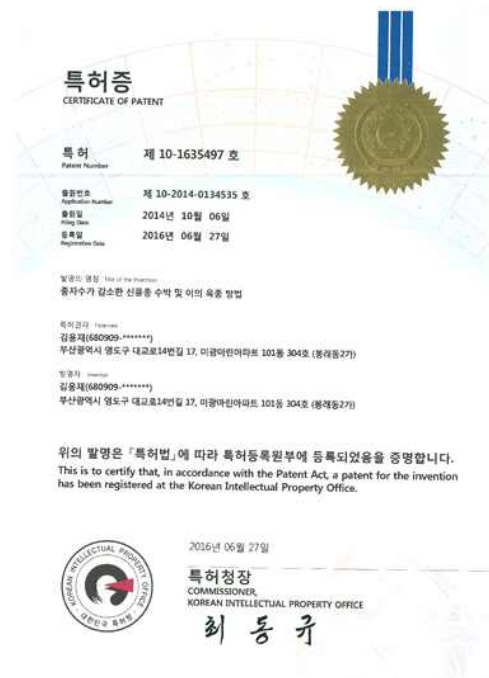 특허증
CERTIFICATE OF PATENT
특허 제 10-1635497 호
Patent Number
출원번호 제 10-2014-0134535 호
Application Number
출원일 2014년 10월 06일
Filing Date
등록일 2016년 06월 27일
Registration Date
발명의 명칭 Title of the Invention
종자수가 감소한 신품종 수박 및 이의 육종 방법
특허권자 Patentee
김용재(680909-*******)
부산광역시 영도구 대교로14번길 17, 미광마린아파트 101동 304호 (봉래동2가)
발명자 Inventor
김용재(680909-*******)
부산광역시 영도구 대교로14번길 17, 미광마린아파트 101동 304호 (봉래동2가)
위의 발명은 「특허법」에 따라 특허등록원부에 등록되었음을 증명합니다.
This is to certify that, in accordance with the Patent Act, a patent for the invention
has been registered at the Korean Intellectual Property Office.
2016년 06월 27일
특허청장
COMMISSIONER,
KOREAN INTELLECTUAL PROPERTY OFFICE
최동규
KOREAN INTELLECTUAL PROPERTY OFFICE
대한민국 특허청